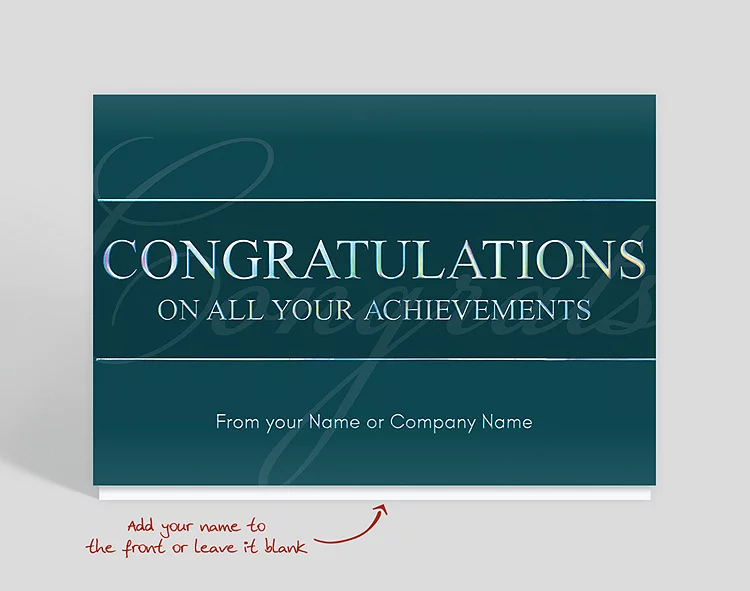 CONGRATULATIONS
ON ALL YOUR ACHIEVEMENTS
Congrats
From your Name or Company Name
Add your name to
the front or leave it blank